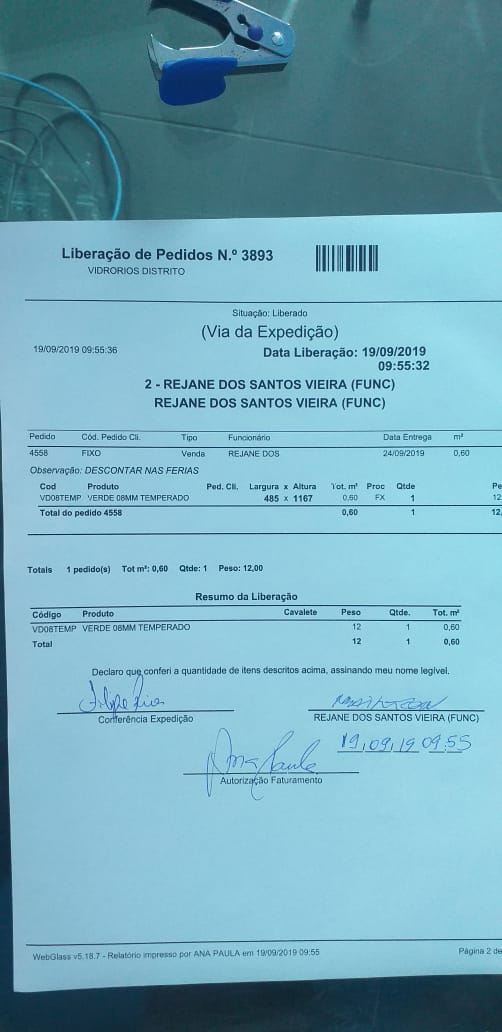 Liberação de Pedidos N.º 3893
VIDRORIOS DISTRITO
Situação: Liberado
(Via da Expedição)
19/09/2019 09:55:36 Data Liberação: 19/09/2019
09:55:32
2 - REJANE DOS SANTOS VIEIRA (FUNC)
REJANE DOS SANTOS VIEIRA (FUNC)
Pedido Cód. Pedido Cli. Tipo Funcionário Data Entrega m²
4558 FIXO Venda REJANE DOS 24/09/2019 0,60
Observação: DESCONTAR NAS FERIAS
Cod Produto Ped. Cli. Largura x Altura Tot. m² Proc Qtde Pe
VD08TEMP VERDE 08MM TEMPERADO 485 x 1167 0,60 FX 1 12
Total do pedido 4558 0,60 1 12,
Totais 1 pedido(s) Tot m²: 0,60 Qtde: 1 Peso: 12,00
Resumo da Liberação
Código Produto Cavalete Peso Qtde. Tot. m²
VD08TEMP VERDE 08MM TEMPERADO 12 1 0,60
Total 12 1 0,60
Declaro que conferi a quantidade de itens descritos acima, assinando meu nome legível.
Conferência Expedição REJANE DOS SANTOS VIEIRA (FUNC)
19,09,19 09:55
Ana Paula
Autorização Faturamento
WebGlass v5.18.7 - Relatório impresso por ANA PAULA em 19/09/2019 09:55 Página 2 de